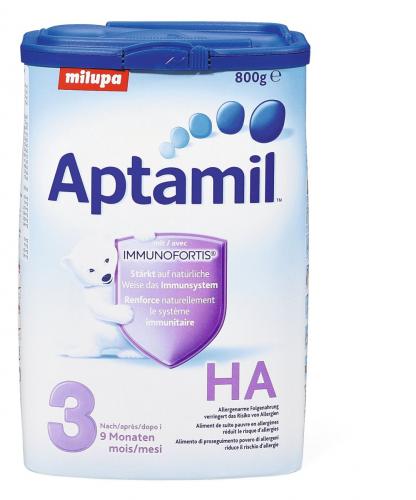 milupa
800g e
Aptamil™
mit / avec
IMMUNOFORTIS®
Stärkt auf natürliche
Weise das Immunsystem
Renforce naturellement
le système
immunitaire
HA
Allergenarme Folgenahrung
verringert das Risiko von Allergien
Aliment de suite pauvre en allergènes
réduit le risque d'allergies
Alimento di proseguimento povero di allergeni
riduce il rischio d'allergie
3
Nach/après/dopo i
9 Monaten
mois/mesi